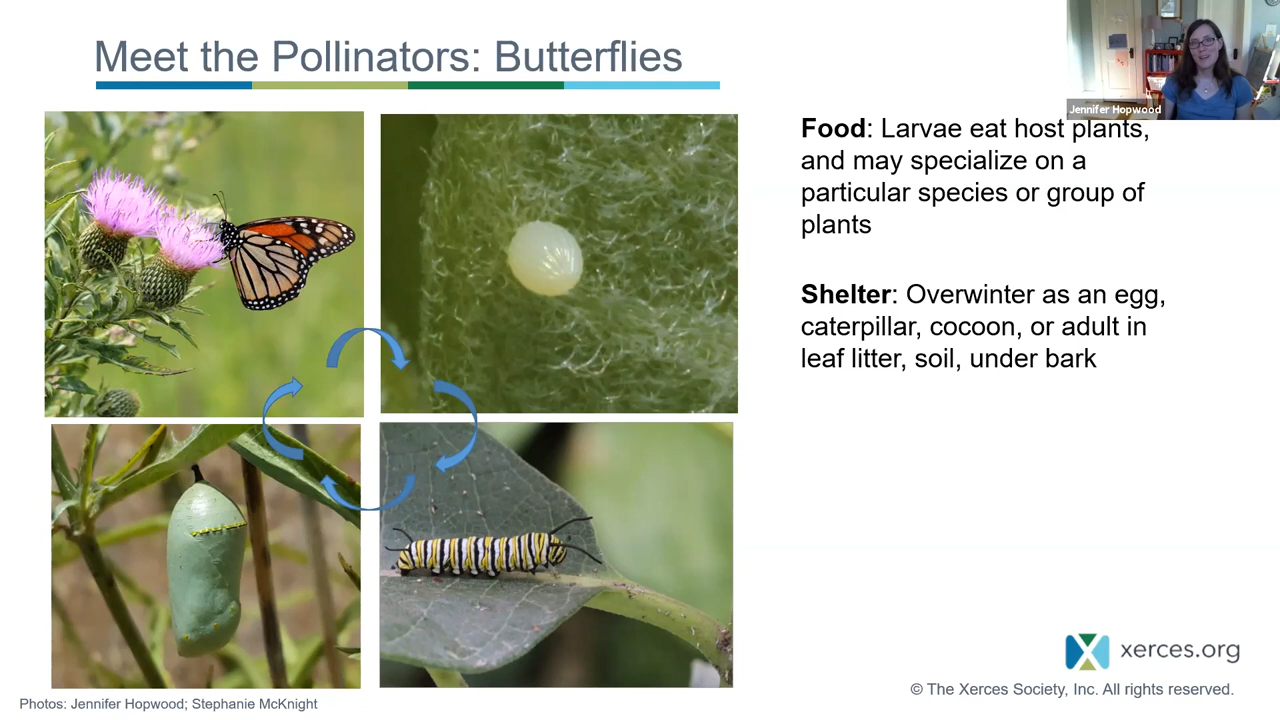 Meet the Pollinators: Butterflies
Jennifer Hopwood
Food: Larvae eat host plants,
and may specialize on a
particular species or group of
plants
Shelter: Overwinter as an egg,
caterpillar, cocoon, or adult in
leaf litter, soil, under bark
xerces.org
© The Xerces Society, Inc. All rights reserved.
Photos: Jennifer Hopwood; Stephanie McKnight